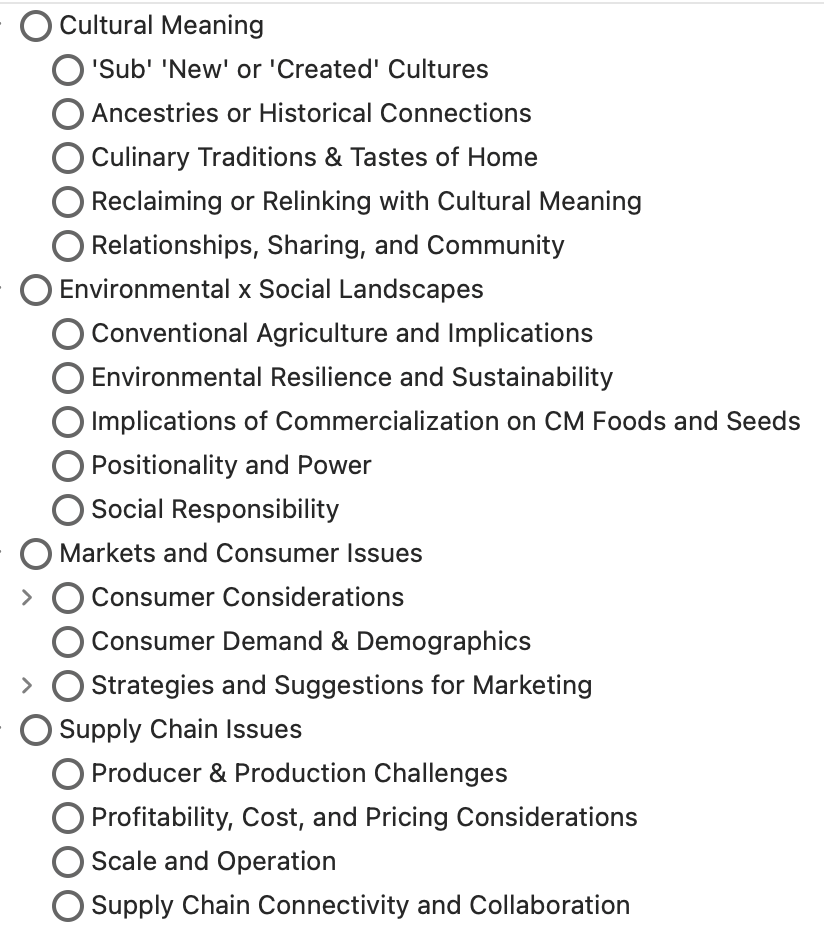 Cultural Meaning
'Sub' 'New' or 'Created' Cultures
Ancestries or Historical Connections
Culinary Traditions & Tastes of Home
Reclaiming or Relinking with Cultural Meaning
Relationships, Sharing, and Community
Environmental x Social Landscapes
Conventional Agriculture and Implications
Environmental Resilience and Sustainability
Implications of Commercialization on CM Foods and Seeds
Positionality and Power
Social Responsibility
Markets and Consumer Issues
Consumer Considerations
Consumer Demand & Demographics
Strategies and Suggestions for Marketing
Supply Chain Issues
Producer & Production Challenges
Profitability, Cost, and Pricing Considerations
Scale and Operation
Supply Chain Connectivity and Collaboration